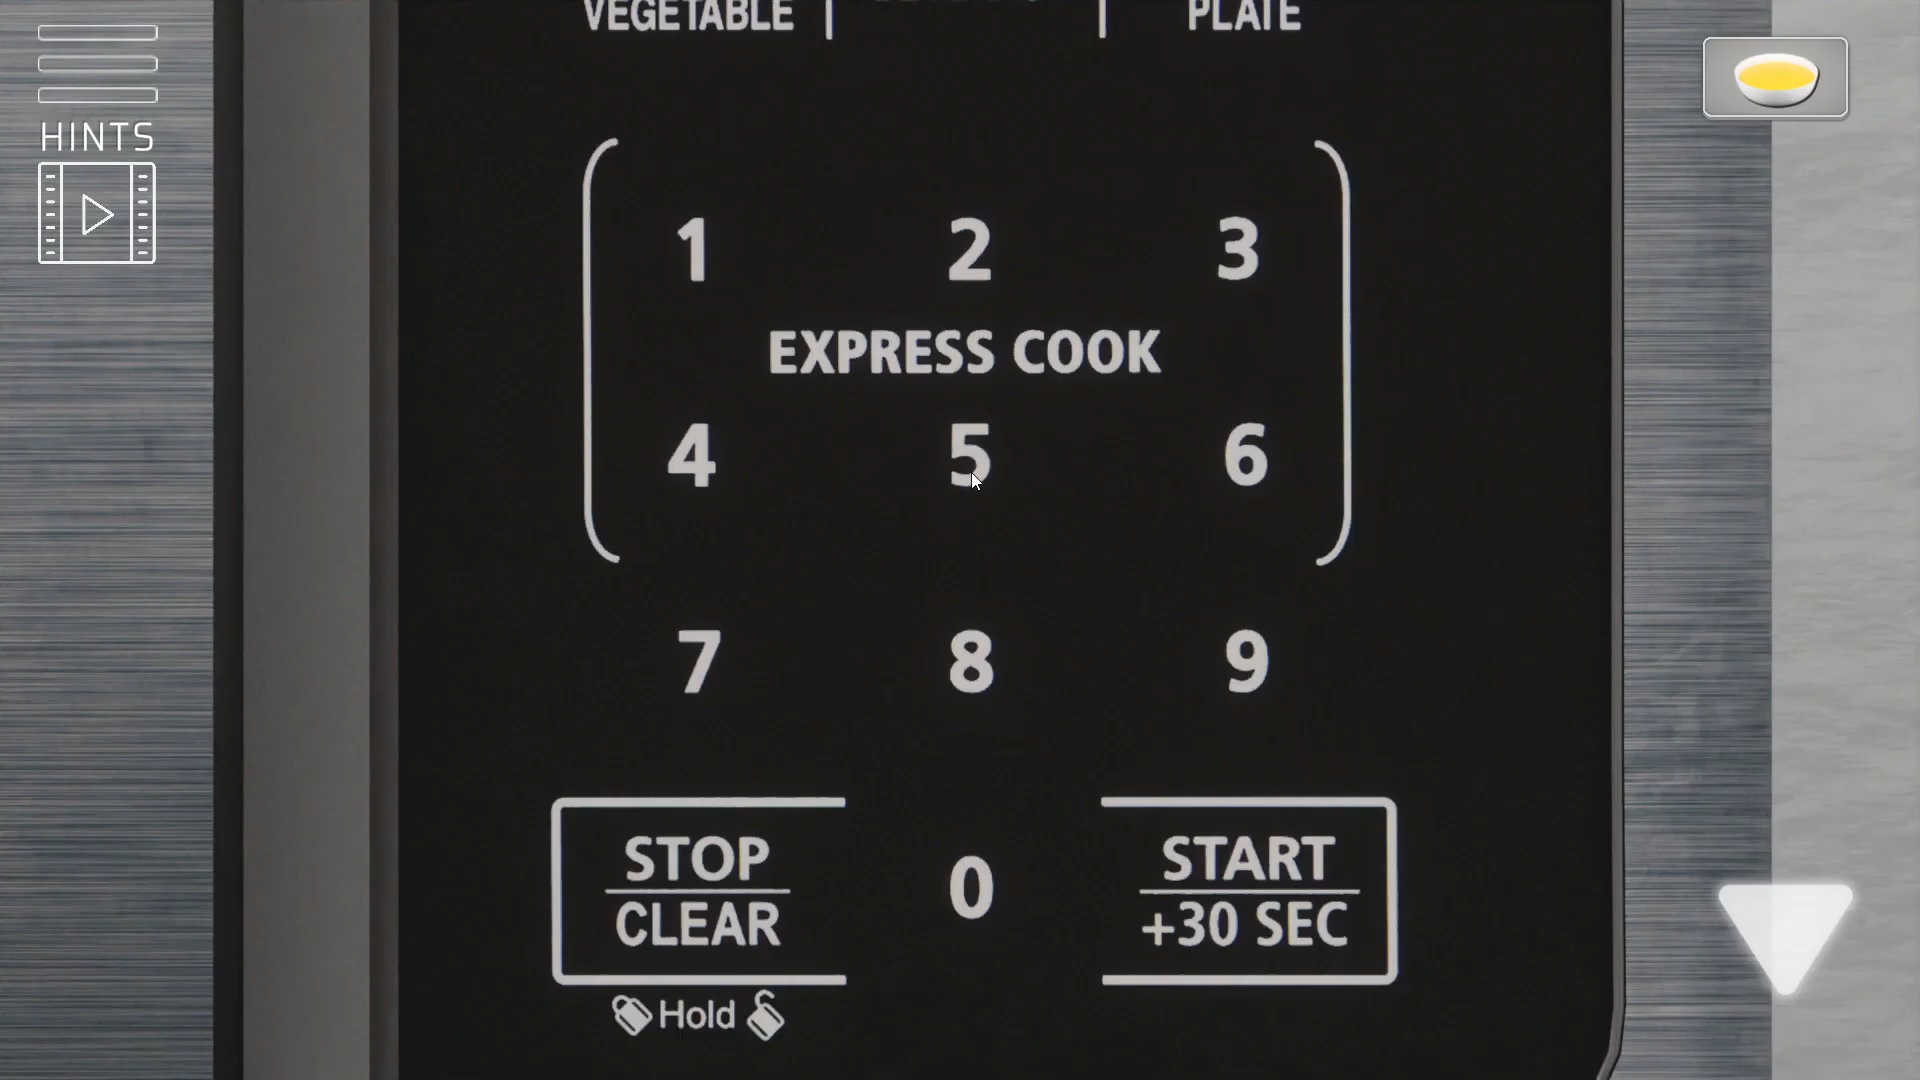 VEGETABLE
PLATE
HINTS
1 2 3
EXPRESS COOK
4 5 6
7 8 9
STOP
CLEAR
0
START
+30 SEC
Hold